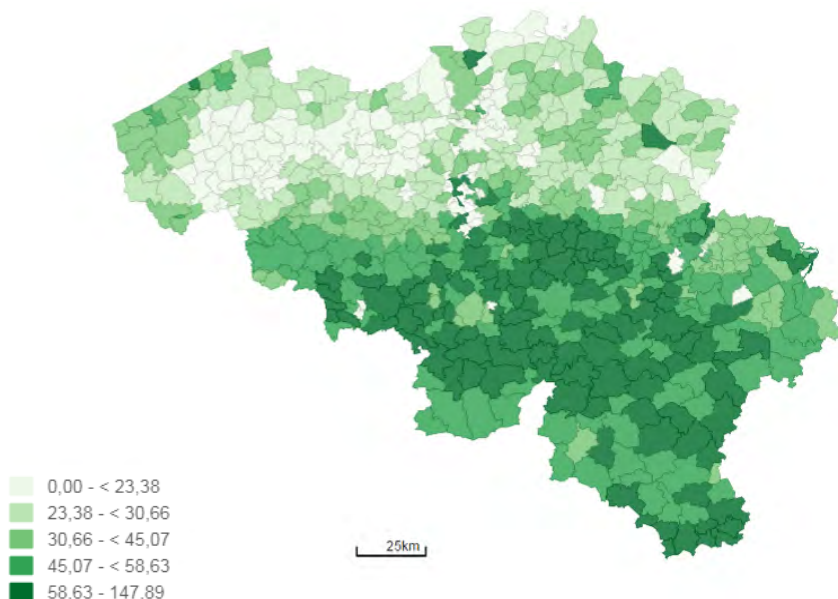 0,00 - < 23,38
23,38 - < 30,66
30,66 - < 45,07
45,07 - < 58,63
58,63 - 147,89
25km